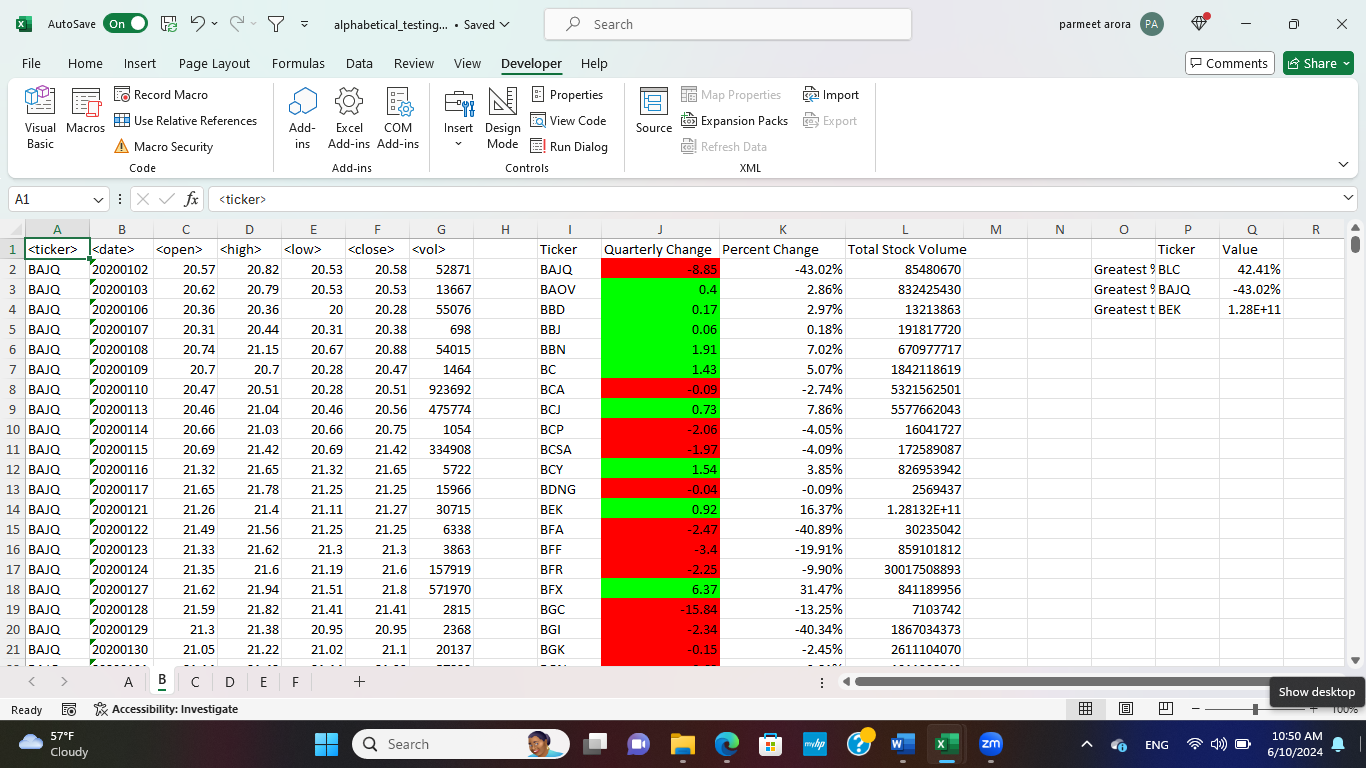 AutoSave On alphabetical_testing... • Saved Search parmeet arora PA
File Home Insert Page Layout Formulas Data Review View Developer Help Comments Share
Visual Basic Macros Record Macro Use Relative References Macro Security Code
Add-ins Excel Add-ins COM Add-ins Add-ins
Insert Design Mode Properties View Code Run Dialog Controls
Source Map Properties Expansion Packs Refresh Data Import Export XML
A1 fx <ticker>
A B C D E F G H I J K L M N O P Q R
1 <ticker> <date> <open> <high> <low> <close> <vol> Ticker Quarterly Change Percent Change Total Stock Volume Ticker Value
2 BAJQ 20200102 20.57 20.82 20.53 20.58 52871 BAJQ -8.85 -43.02% 85480670 Greatest % BLC 42.41%
3 BAJQ 20200103 20.62 20.79 20.53 20.53 13667 BAOV 0.4 2.86% 832425430 Greatest % BAJQ -43.02%
4 BAJQ 20200106 20.36 20.36 20 20.28 55076 BBD 0.17 2.97% 13213863 Greatest t BEK 1.28E+11
5 BAJQ 20200107 20.31 20.44 20.31 20.38 698 BBJ 0.06 0.18% 191817720
6 BAJQ 20200108 20.74 21.15 20.67 20.88 54015 BBN 1.91 7.02% 670977717
7 BAJQ 20200109 20.7 20.7 20.28 20.47 1464 BC 1.43 5.07% 1842118619
8 BAJQ 20200110 20.47 20.51 20.28 20.51 923692 BCA -0.09 -2.74% 5321562501
9 BAJQ 20200113 20.46 21.04 20.46 20.56 475774 BCJ 0.73 7.86% 5577662043
10 BAJQ 20200114 20.66 21.03 20.66 20.75 1054 BCP -2.06 -4.05% 16041727
11 BAJQ 20200115 20.69 21.42 20.69 21.42 334908 BCSA -1.97 -4.09% 172589087
12 BAJQ 20200116 21.32 21.65 21.32 21.65 5722 BCY 1.54 3.85% 826953942
13 BAJQ 20200117 21.65 21.78 21.25 21.25 15966 BDNG -0.04 -0.09% 2569437
14 BAJQ 20200121 21.26 21.4 21.11 21.27 30715 BEK 0.92 16.37% 1.28132E+11
15 BAJQ 20200122 21.49 21.56 21.25 21.25 6338 BFA -2.47 -40.89% 30235042
16 BAJQ 20200123 21.33 21.62 21.3 21.3 3863 BFF -3.4 -19.91% 859101812
17 BAJQ 20200124 21.35 21.6 21.19 21.6 157919 BFR -2.25 -9.90% 30017508893
18 BAJQ 20200127 21.62 21.94 21.51 21.8 571970 BFX 6.37 31.47% 841189956
19 BAJQ 20200128 21.59 21.82 21.41 21.41 2815 BGC -15.84 -13.25% 7103742
20 BAJQ 20200129 21.3 21.38 20.95 20.95 2368 BGI -2.34 -40.34% 1867034373
21 BAJQ 20200130 21.05 21.22 21.02 21.1 20137 BGK -0.15 -2.45% 2611104070
A B C D E F
Show desktop
Ready Accessibility: Investigate 100%
57°F Cloudy Search myhp ENG 10:50 AM 6/10/2024